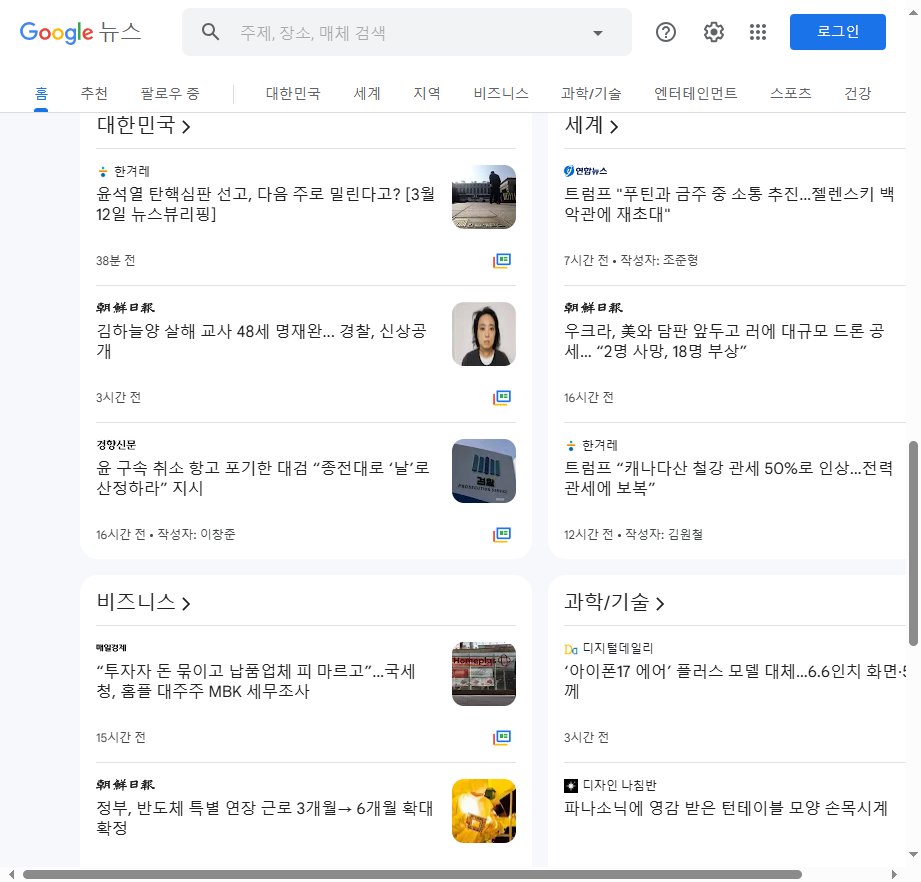 Google 뉴스
주제, 장소, 매체 검색
로그인
홈 추천 팔로우 중 대한민국 세계 지역 비즈니스 과학/기술 엔터테인먼트 스포츠 건강
대한민국
한겨레
윤석열 탄핵심판 선고, 다음 주로 밀린다고? [3월
12일 뉴스뷰리핑]
38분 전
朝鮮日報
김하늘양 살해 교사 48세 명재완... 경찰, 신상공
개
3시간 전
경향신문
윤 구속 취소 항고 포기한 대검 “종전대로 ‘날’로
산정하라” 지시
검찰
16시간 전 • 작성자: 이창준
세계
연합뉴스
트럼프 "푸틴과 금주 중 소통 추진...젤렌스키 백
악관에 재초대"
7시간 전 • 작성자: 조준형
朝鮮日報
우크라, 美와 담판 앞두고 러에 대규모 드론 공
세... “2명 사망, 18명 부상”
16시간 전
한겨레
트럼프 “캐나다산 철강 관세 50%로 인상...전력
관세에 보복”
12시간 전 • 작성자: 김원철
비즈니스
매일경제
“투자자 돈 묶이고 납품업체 피 마르고”...국세
청, 홈플 대주주 MBK 세무조사
Homeplus
15시간 전
朝鮮日報
정부, 반도체 특별 연장 근로 3개월→ 6개월 확대
확정
과학/기술
디지털데일리
‘아이폰17 에어’ 플러스 모델 대체...6.6인치 화면·5
께
3시간 전
디자인 나침반
파나소닉에 영감 받은 턴테이블 모양 손목시계